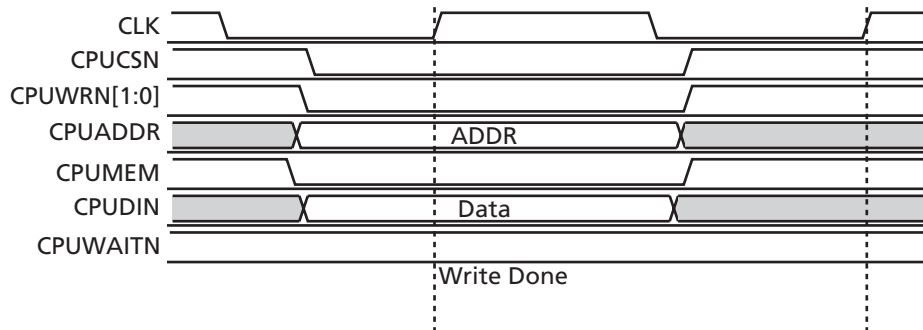 CLK
CPUCSN
CPUWRN[1:0]
CPUADDR
ADDR
CPUMEM
CPUDIN
Data
CPUWAITN
Write Done